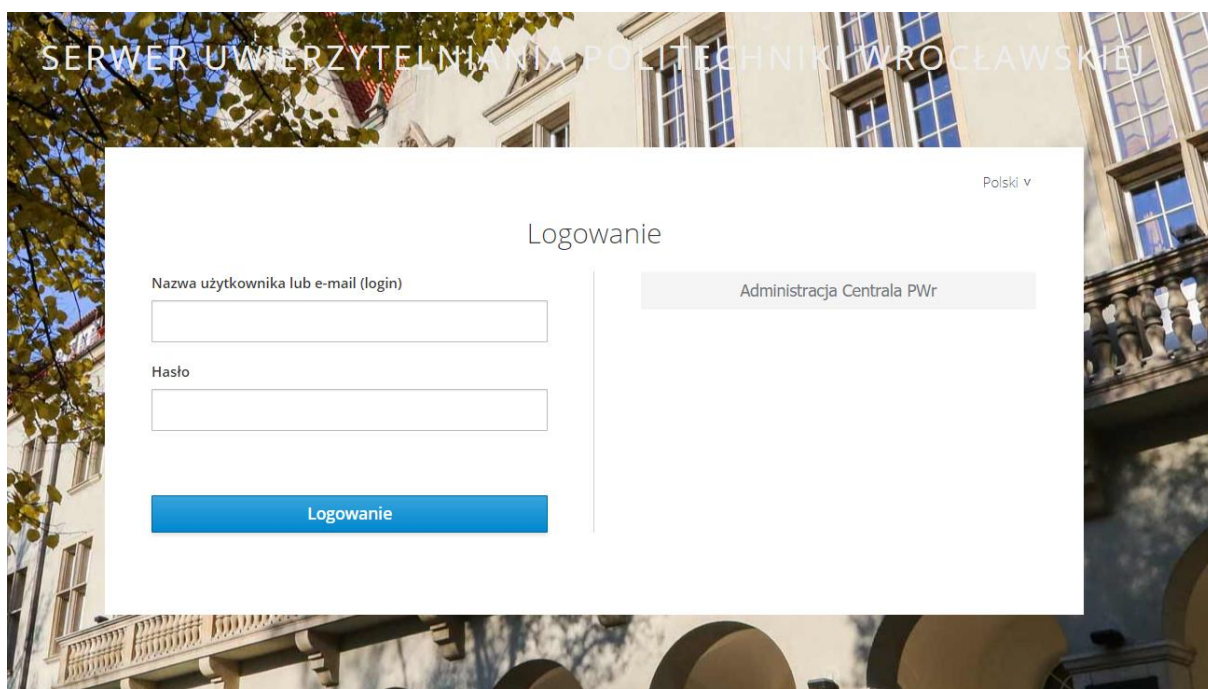 SERWER UWIERZYTELNIANIA POLITECHNIKI WROCŁAWSKIEJ
Polski v
Logowanie
Nazwa użytkownika lub e-mail (login)
Administracja Centrala PWr
Hasło
Logowanie